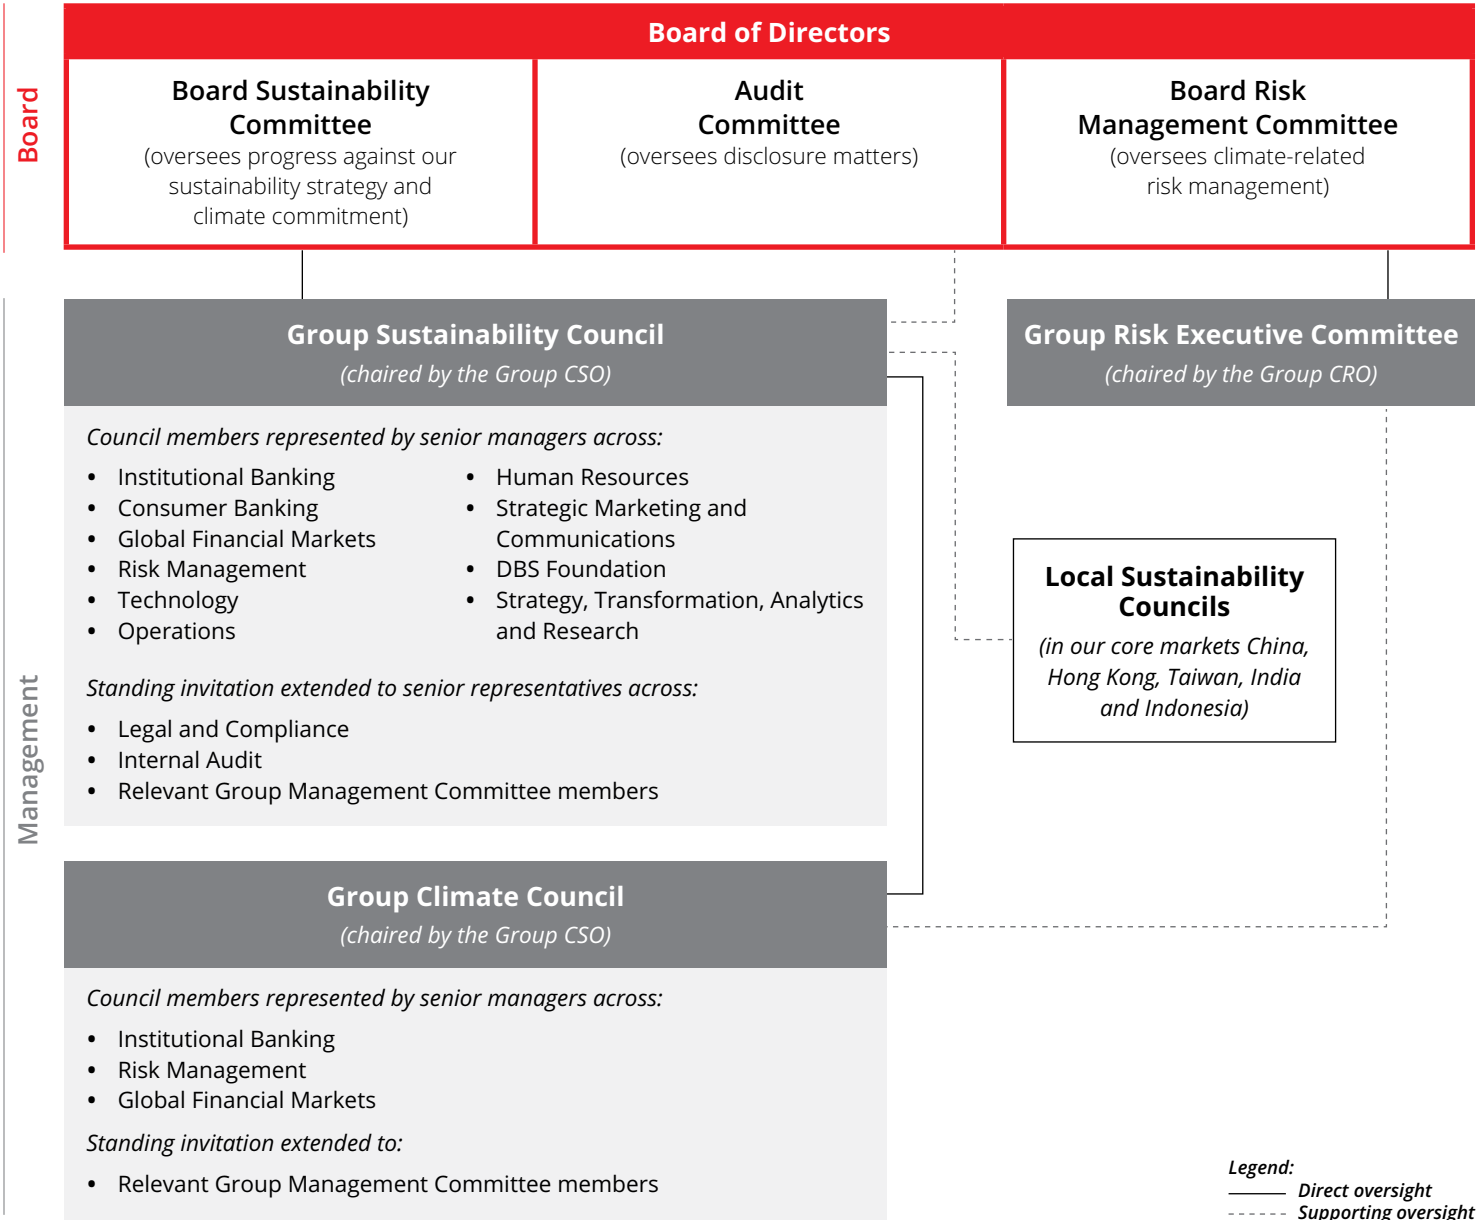 Board of Directors
Board
Board Sustainability
Committee
(oversees progress against our
sustainability strategy and
climate commitment)
Audit
Committee
(oversees disclosure matters)
Board Risk
Management Committee
(oversees climate-related
risk management)
Management
Group Sustainability Council
(chaired by the Group CSO)
Council members represented by senior managers across:
• Institutional Banking
• Consumer Banking
• Global Financial Markets
• Risk Management
• Technology
• Operations
• Human Resources
• Strategic Marketing and
Communications
• DBS Foundation
• Strategy, Transformation, Analytics
and Research
Standing invitation extended to senior representatives across:
• Legal and Compliance
• Internal Audit
• Relevant Group Management Committee members
Group Risk Executive Committee
(chaired by the Group CRO)
Local Sustainability
Councils
(in our core markets China,
Hong Kong, Taiwan, India
and Indonesia)
Group Climate Council
(chaired by the Group CSO)
Council members represented by senior managers across:
• Institutional Banking
• Risk Management
• Global Financial Markets
Standing invitation extended to:
• Relevant Group Management Committee members
Legend:
Direct oversight
Supporting oversight